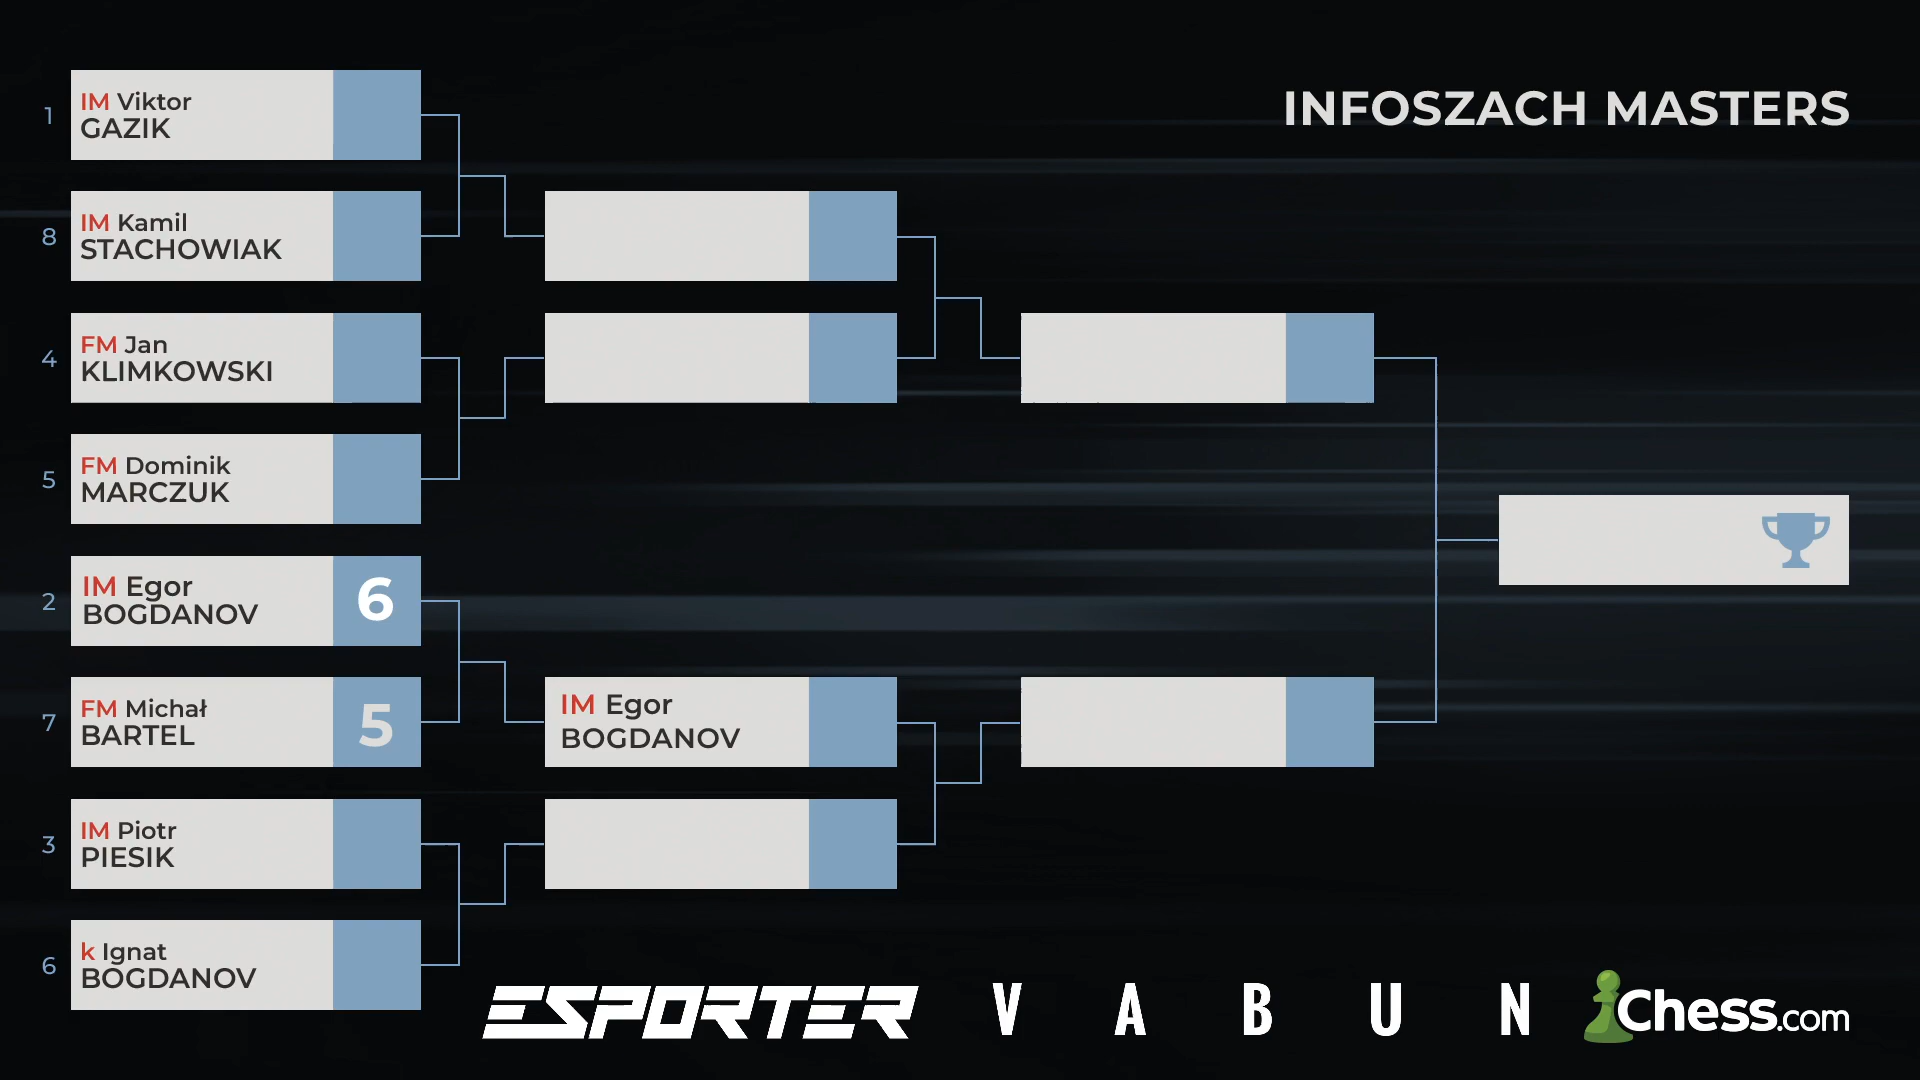 INFOSZACH MASTERS
1
IM Viktor
GAZIK
8
IM Kamil
STACHOWIAK
4
FM Jan
KLIMKOWSKI
5
FM Dominik
MARCZUK
2
IM Egor
BOGDANOV
6
7
FM Michał
BARTEL
5
3
IM Piotr
PIESIK
6
k Ignat
BOGDANOV
IM Egor
BOGDANOV
ESPORTER
V A B U N
Chess.com